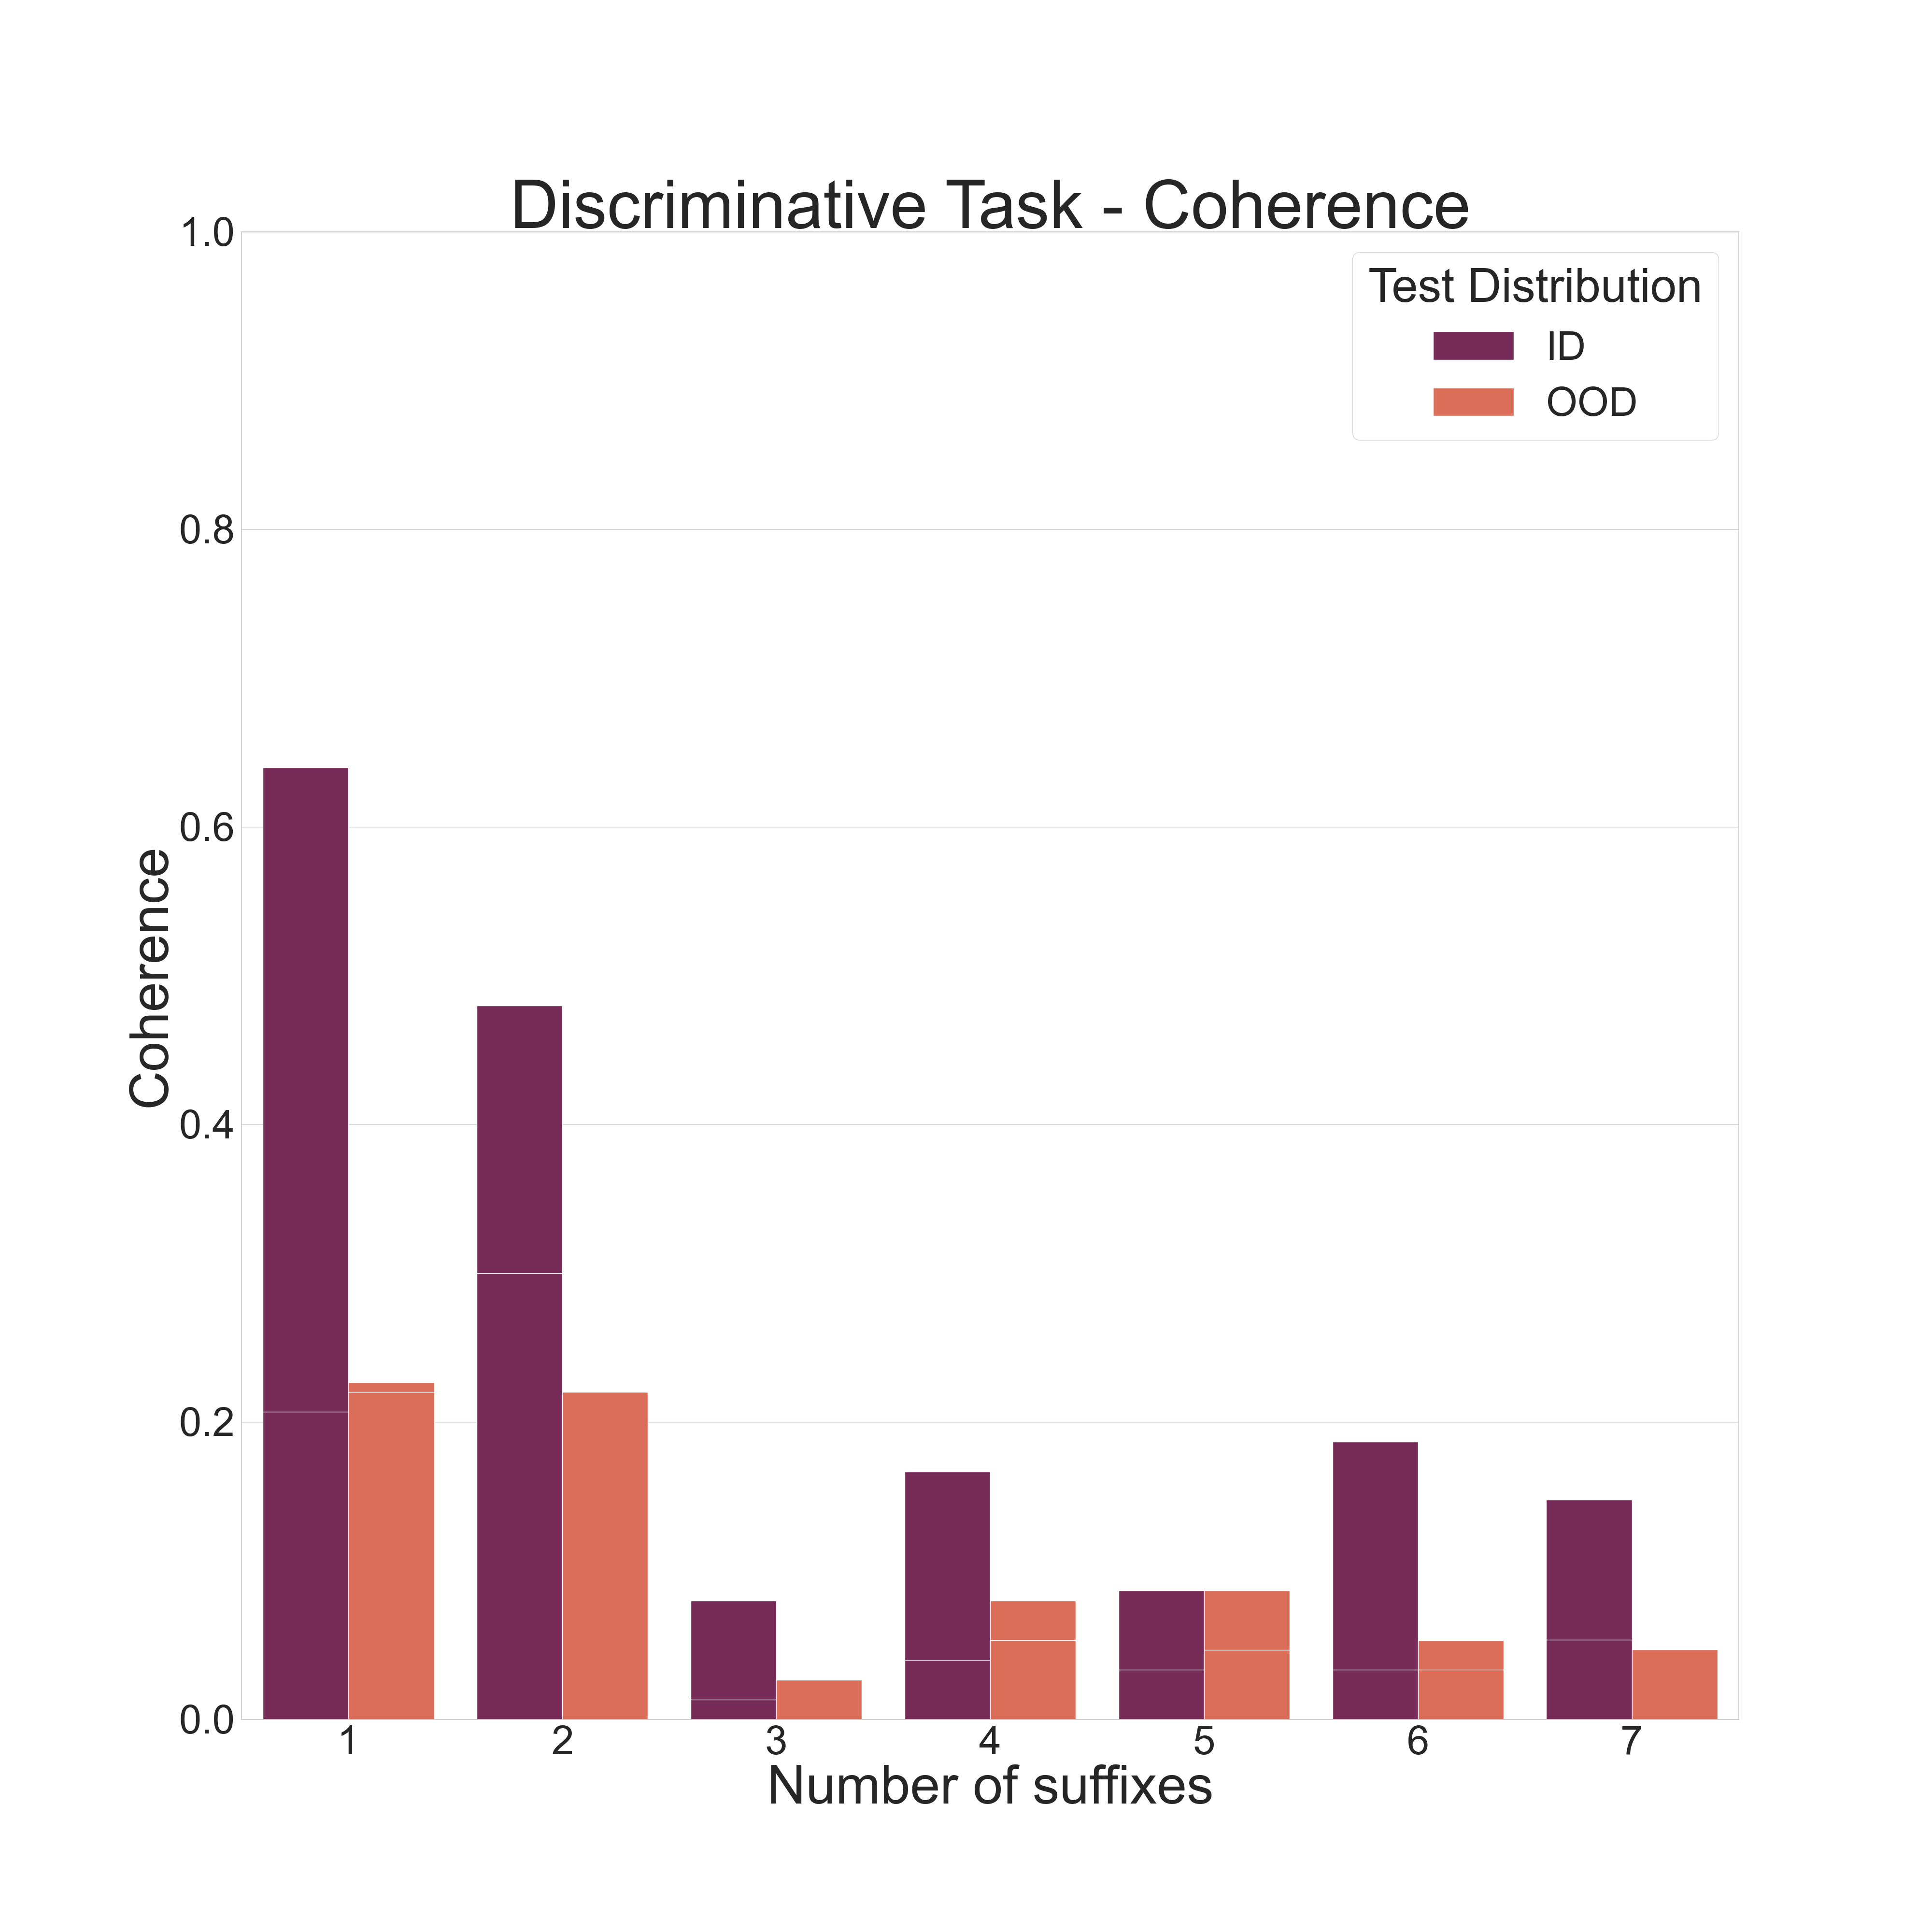 Discriminative Task - Coherence
Test Distribution
ID
OOD
Coherence
1.0
0.8
0.6
0.4
0.2
0.0
1 2 3 4 5 6 7
Number of suffixes